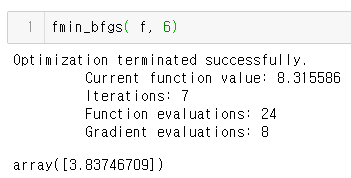 1 fmin_bfgs( f, 6)
Optimization terminated successfully.
Current function value: 8.315586
Iterations: 7
Function evaluations: 24
Gradient evaluations: 8
array([3.83746709])